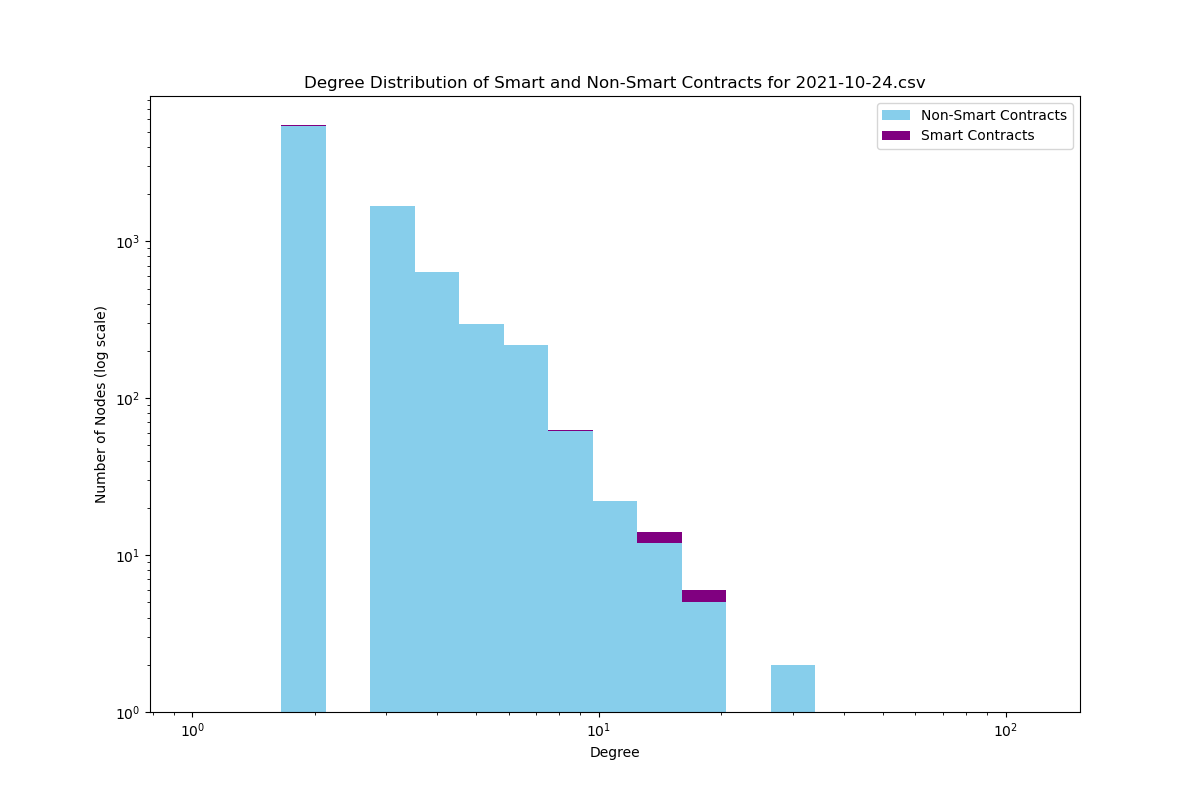 Degree Distribution of Smart and Non-Smart Contracts for 2021-10-24.csv
Non-Smart Contracts
Smart Contracts
Number of Nodes (log scale)
10³
10²
10¹
10⁰
10⁰ 10¹ 10²
Degree